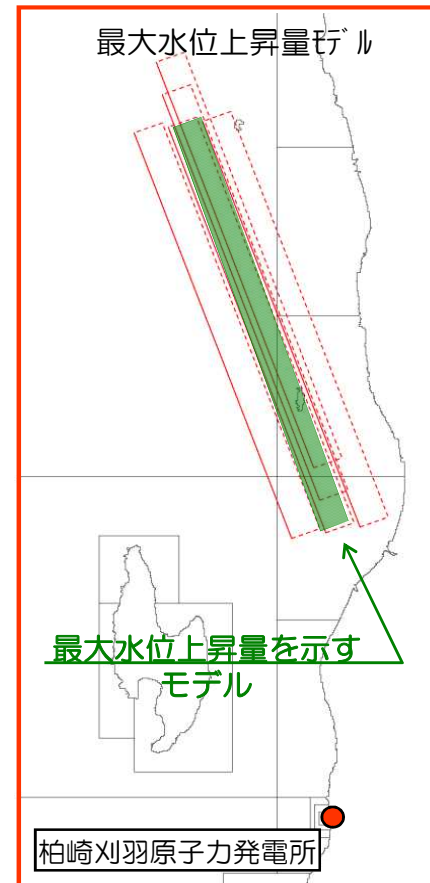 最大水位上昇量ﾓﾃﾞﾙ
最大水位上昇量を示す
モデル
柏崎刈羽原子力発電所